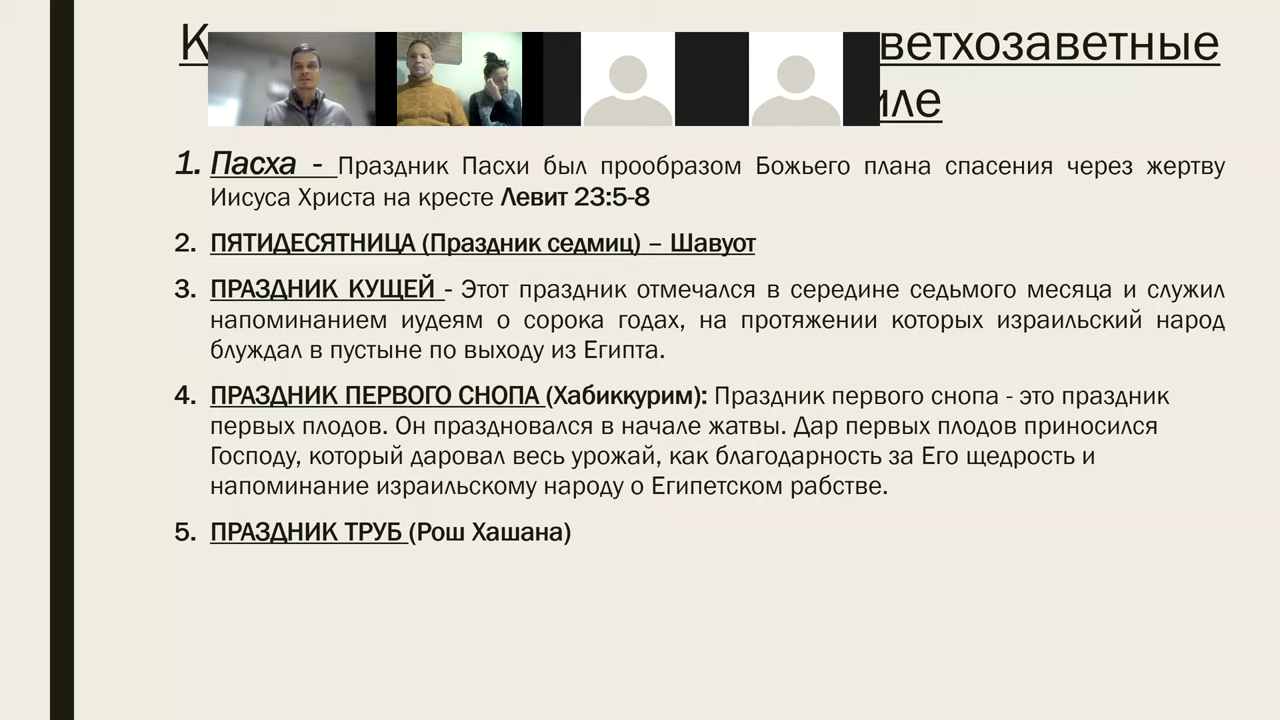 ветхозаветные
1. Пасха - Праздник Пасхи был прообразом Божьего плана спасения через жертву
Иисуса Христа на кресте Левит 23:5-8
2. ПЯТИДЕСЯТНИЦА (Праздник седмиц) – Шавуот
3. ПРАЗДНИК КУЩЕЙ - Этот праздник отмечался в середине седьмого месяца и служил
напоминанием иудеям о сорока годах, на протяжении которых израильский народ
блуждал в пустыне по выходу из Египта.
4. ПРАЗДНИК ПЕРВОГО СНОПА (Хабиккурим): Праздник первого снопа - это праздник
первых плодов. Он праздновался в начале жатвы. Дар первых плодов приносился
Господу, который даровал весь урожай, как благодарность за Его щедрость и
напоминание израильскому народу о Египетском рабстве.
5. ПРАЗДНИК ТРУБ (Рош Хашана)